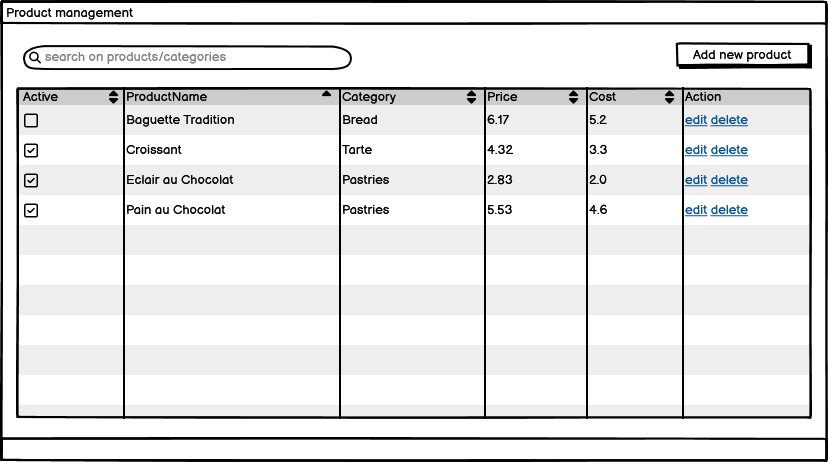 Product management
search on products/categories
Add new product
Active ProductName Category Price Cost Action
Baguette Tradition Bread 6.17 5.2 edit delete
Croissant Tarte 4.32 3.3 edit delete
Eclair au Chocolat Pastries 2.83 2.0 edit delete
Pain au Chocolat Pastries 5.53 4.6 edit delete